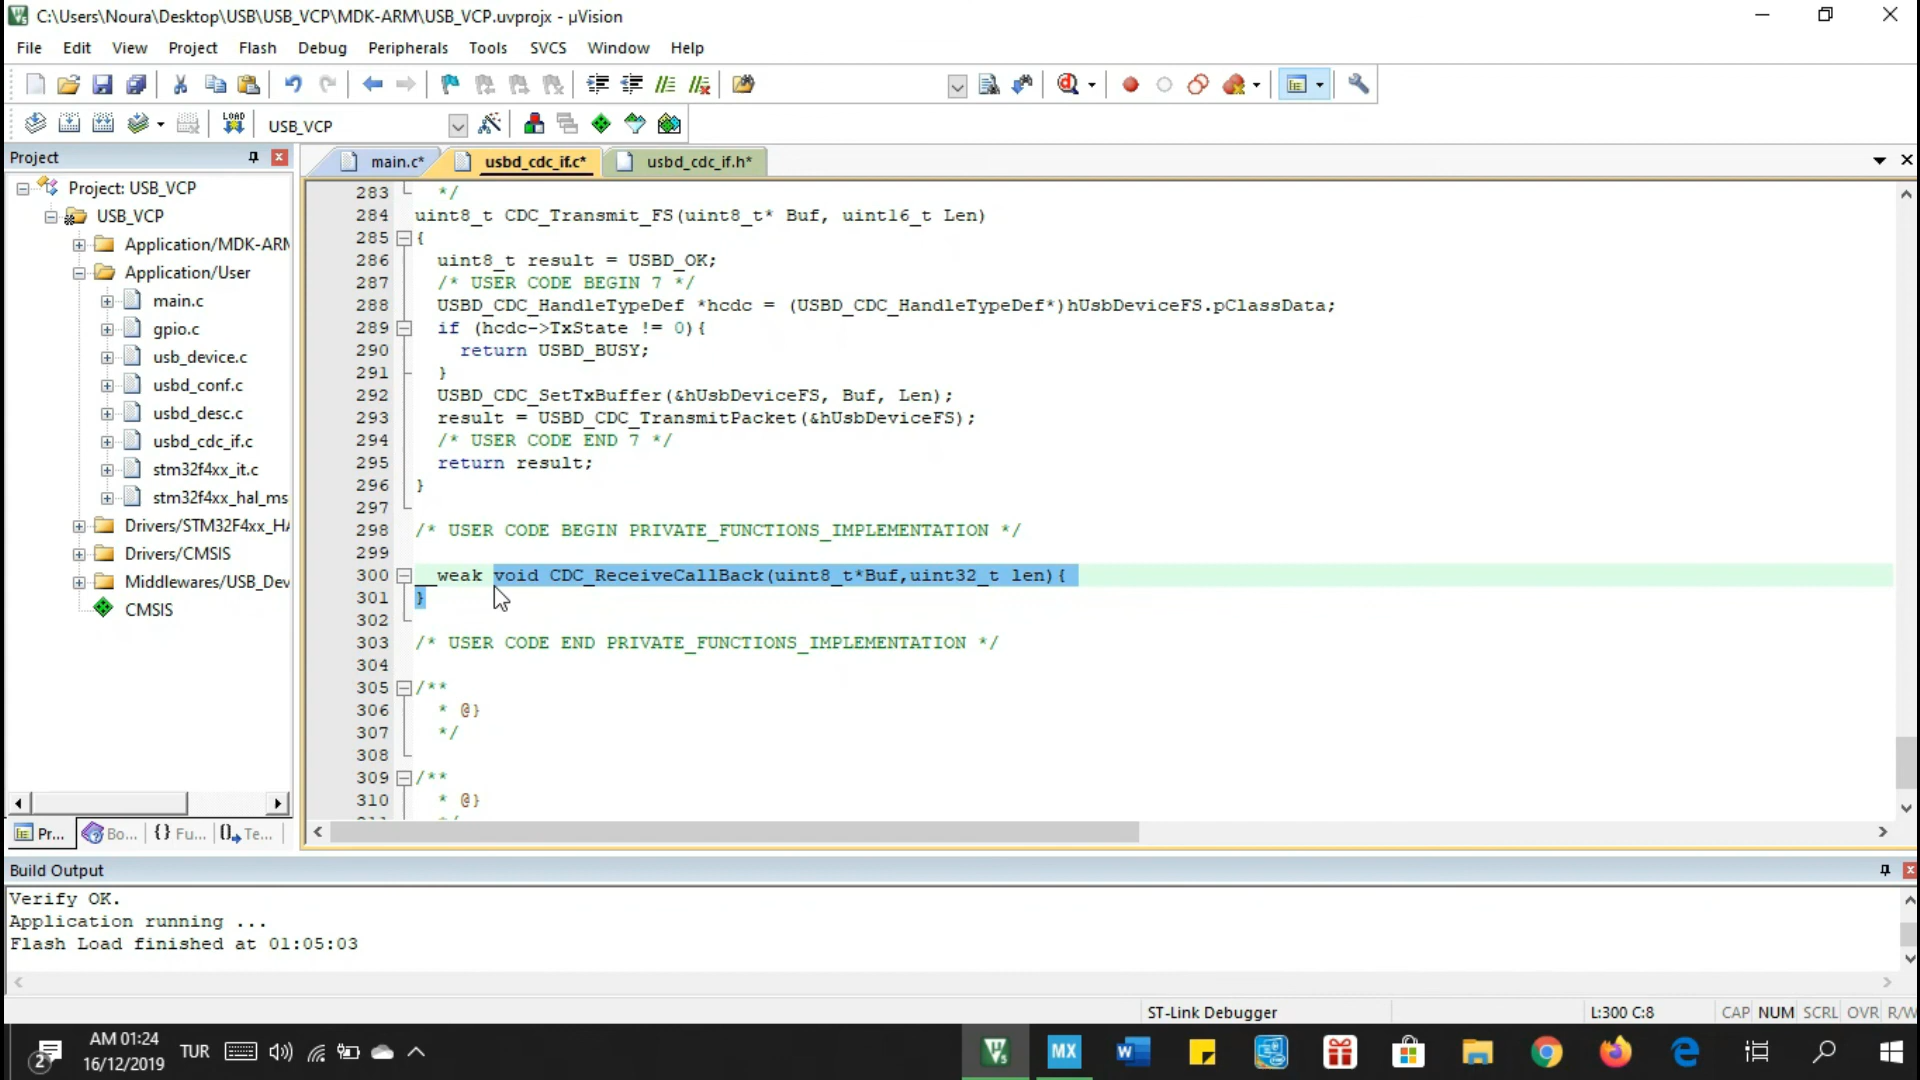 C:\Users\Noura\Desktop\USB\USB_VCP\MDK-ARM\USB_VCP.uvprojx - µVision
File Edit View Project Flash Debug Peripherals Tools SVCS Window Help
LOAD
USB_VCP
Project
Project: USB_VCP
USB_VCP
Application/MDK-ARM
Application/User
main.c
gpio.c
usb_device.c
usbd_conf.c
usbd_desc.c
usbd_cdc_if.c
stm32f4xx_it.c
stm32f4xx_hal_ms
Drivers/STM32F4xx_HA
Drivers/CMSIS
Middlewares/USB_Dev
CMSIS
Pr... Bo... {} Fu... Te...
main.c* usbd_cdc_if.c* usbd_cdc_if.h*
283 */
284 uint8_t CDC_Transmit_FS(uint8_t* Buf, uint16_t Len)
285 {
286 uint8_t result = USBD_OK;
287 /* USER CODE BEGIN 7 */
288 USBD_CDC_HandleTypeDef *hcdc = (USBD_CDC_HandleTypeDef*)hUsbDeviceFS.pClassData;
289 if (hcdc->TxState != 0){
290 return USBD_BUSY;
291 }
292 USBD_CDC_SetTxBuffer(&hUsbDeviceFS, Buf, Len);
293 result = USBD_CDC_TransmitPacket(&hUsbDeviceFS);
294 /* USER CODE END 7 */
295 return result;
296 }
297
298 /* USER CODE BEGIN PRIVATE_FUNCTIONS_IMPLEMENTATION */
299
300 __weak void CDC_ReceiveCallBack(uint8_t*Buf,uint32_t len){
301 }
302
303 /* USER CODE END PRIVATE_FUNCTIONS_IMPLEMENTATION */
304
305 /**
306 * @}
307 */
308
309 /**
310 * @}
Build Output
Verify OK.
Application running ...
Flash Load finished at 01:05:03
ST-Link Debugger L:300 C:8 CAP NUM SCRL OVR R/W
2 AM 01:24
16/12/2019
TUR
MX